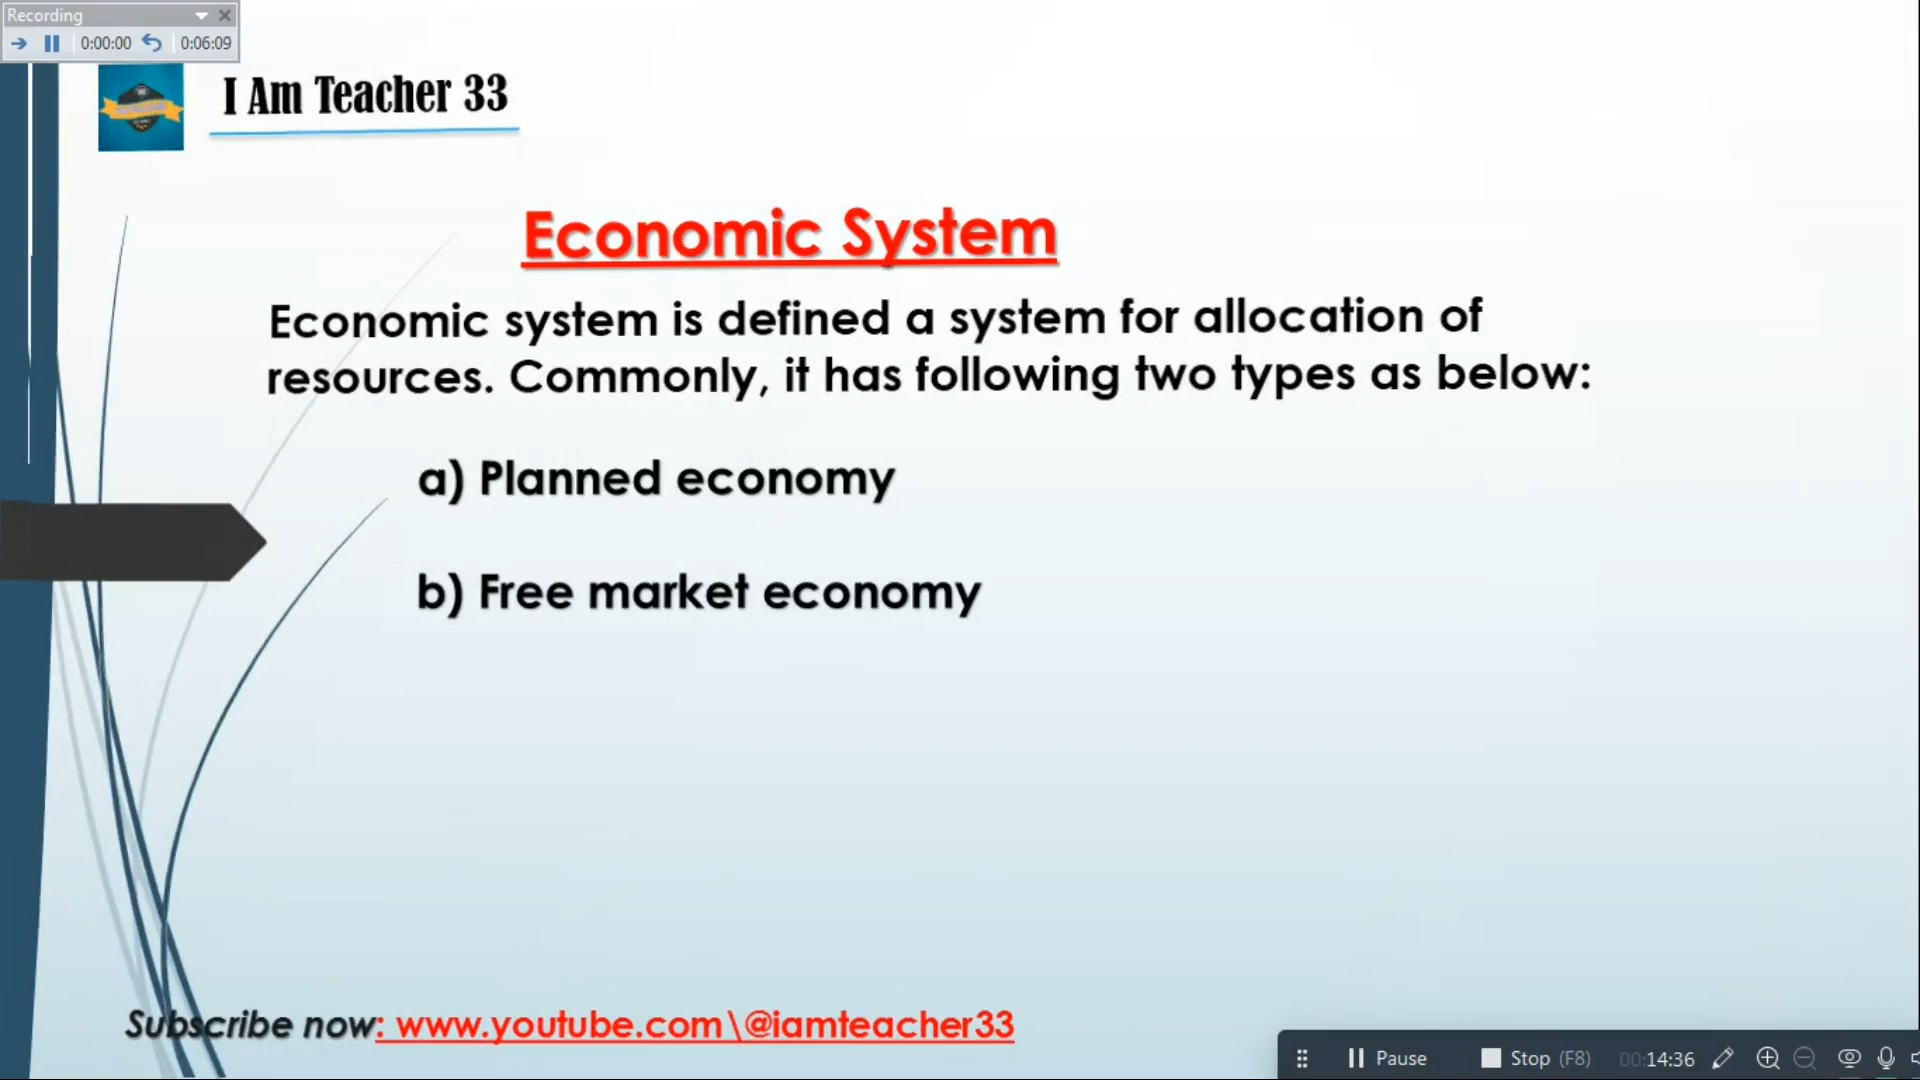 Recording
0:00:00 0:06:09
I Am Teacher 33
Economic System
Economic system is defined a system for allocation of
resources. Commonly, it has following two types as below:
a) Planned economy
b) Free market economy
Subscribe now: www.youtube.com\@iamteacher33
Pause Stop (F8) 00:14:36